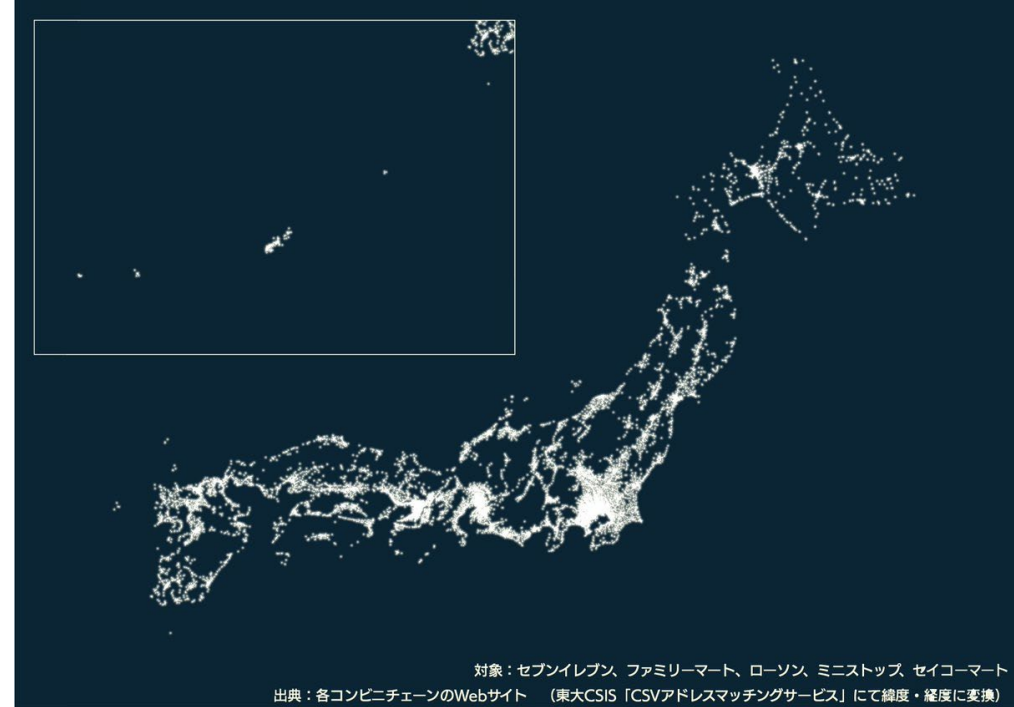 対象：セブンイレブン、ファミリーマート、ローソン、ミニストップ、セイコーマート
出典：各コンビニチェーンのWebサイト　（東大CSIS「CSVアドレスマッチングサービス」にて緯度・経度に変換）